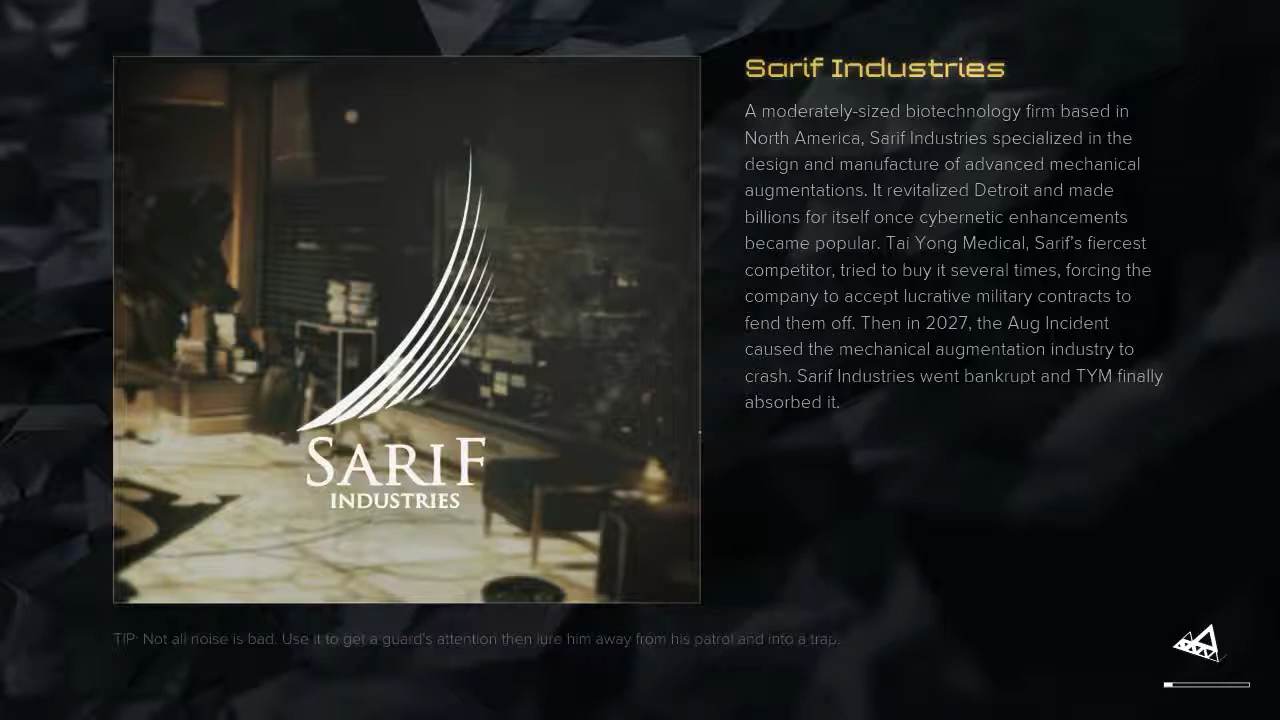 Sarif Industries
A moderately-sized biotechnology firm based in
North America, Sarif Industries specialized in the
design and manufacture of advanced mechanical
augmentations. It revitalized Detroit and made
billions for itself once cybernetic enhancements
became popular. Tai Yong Medical, Sarif's fiercest
competitor, tried to buy it several times, forcing the
company to accept lucrative military contracts to
fend them off. Then in 2027, the Aug Incident
caused the mechanical augmentation industry to
crash. Sarif Industries went bankrupt and TYM finally
absorbed it.
SARIF
INDUSTRIES
TIP: Not all noise is bad. Use it to get a guard's attention then lure him away from his patrol and into a trap.